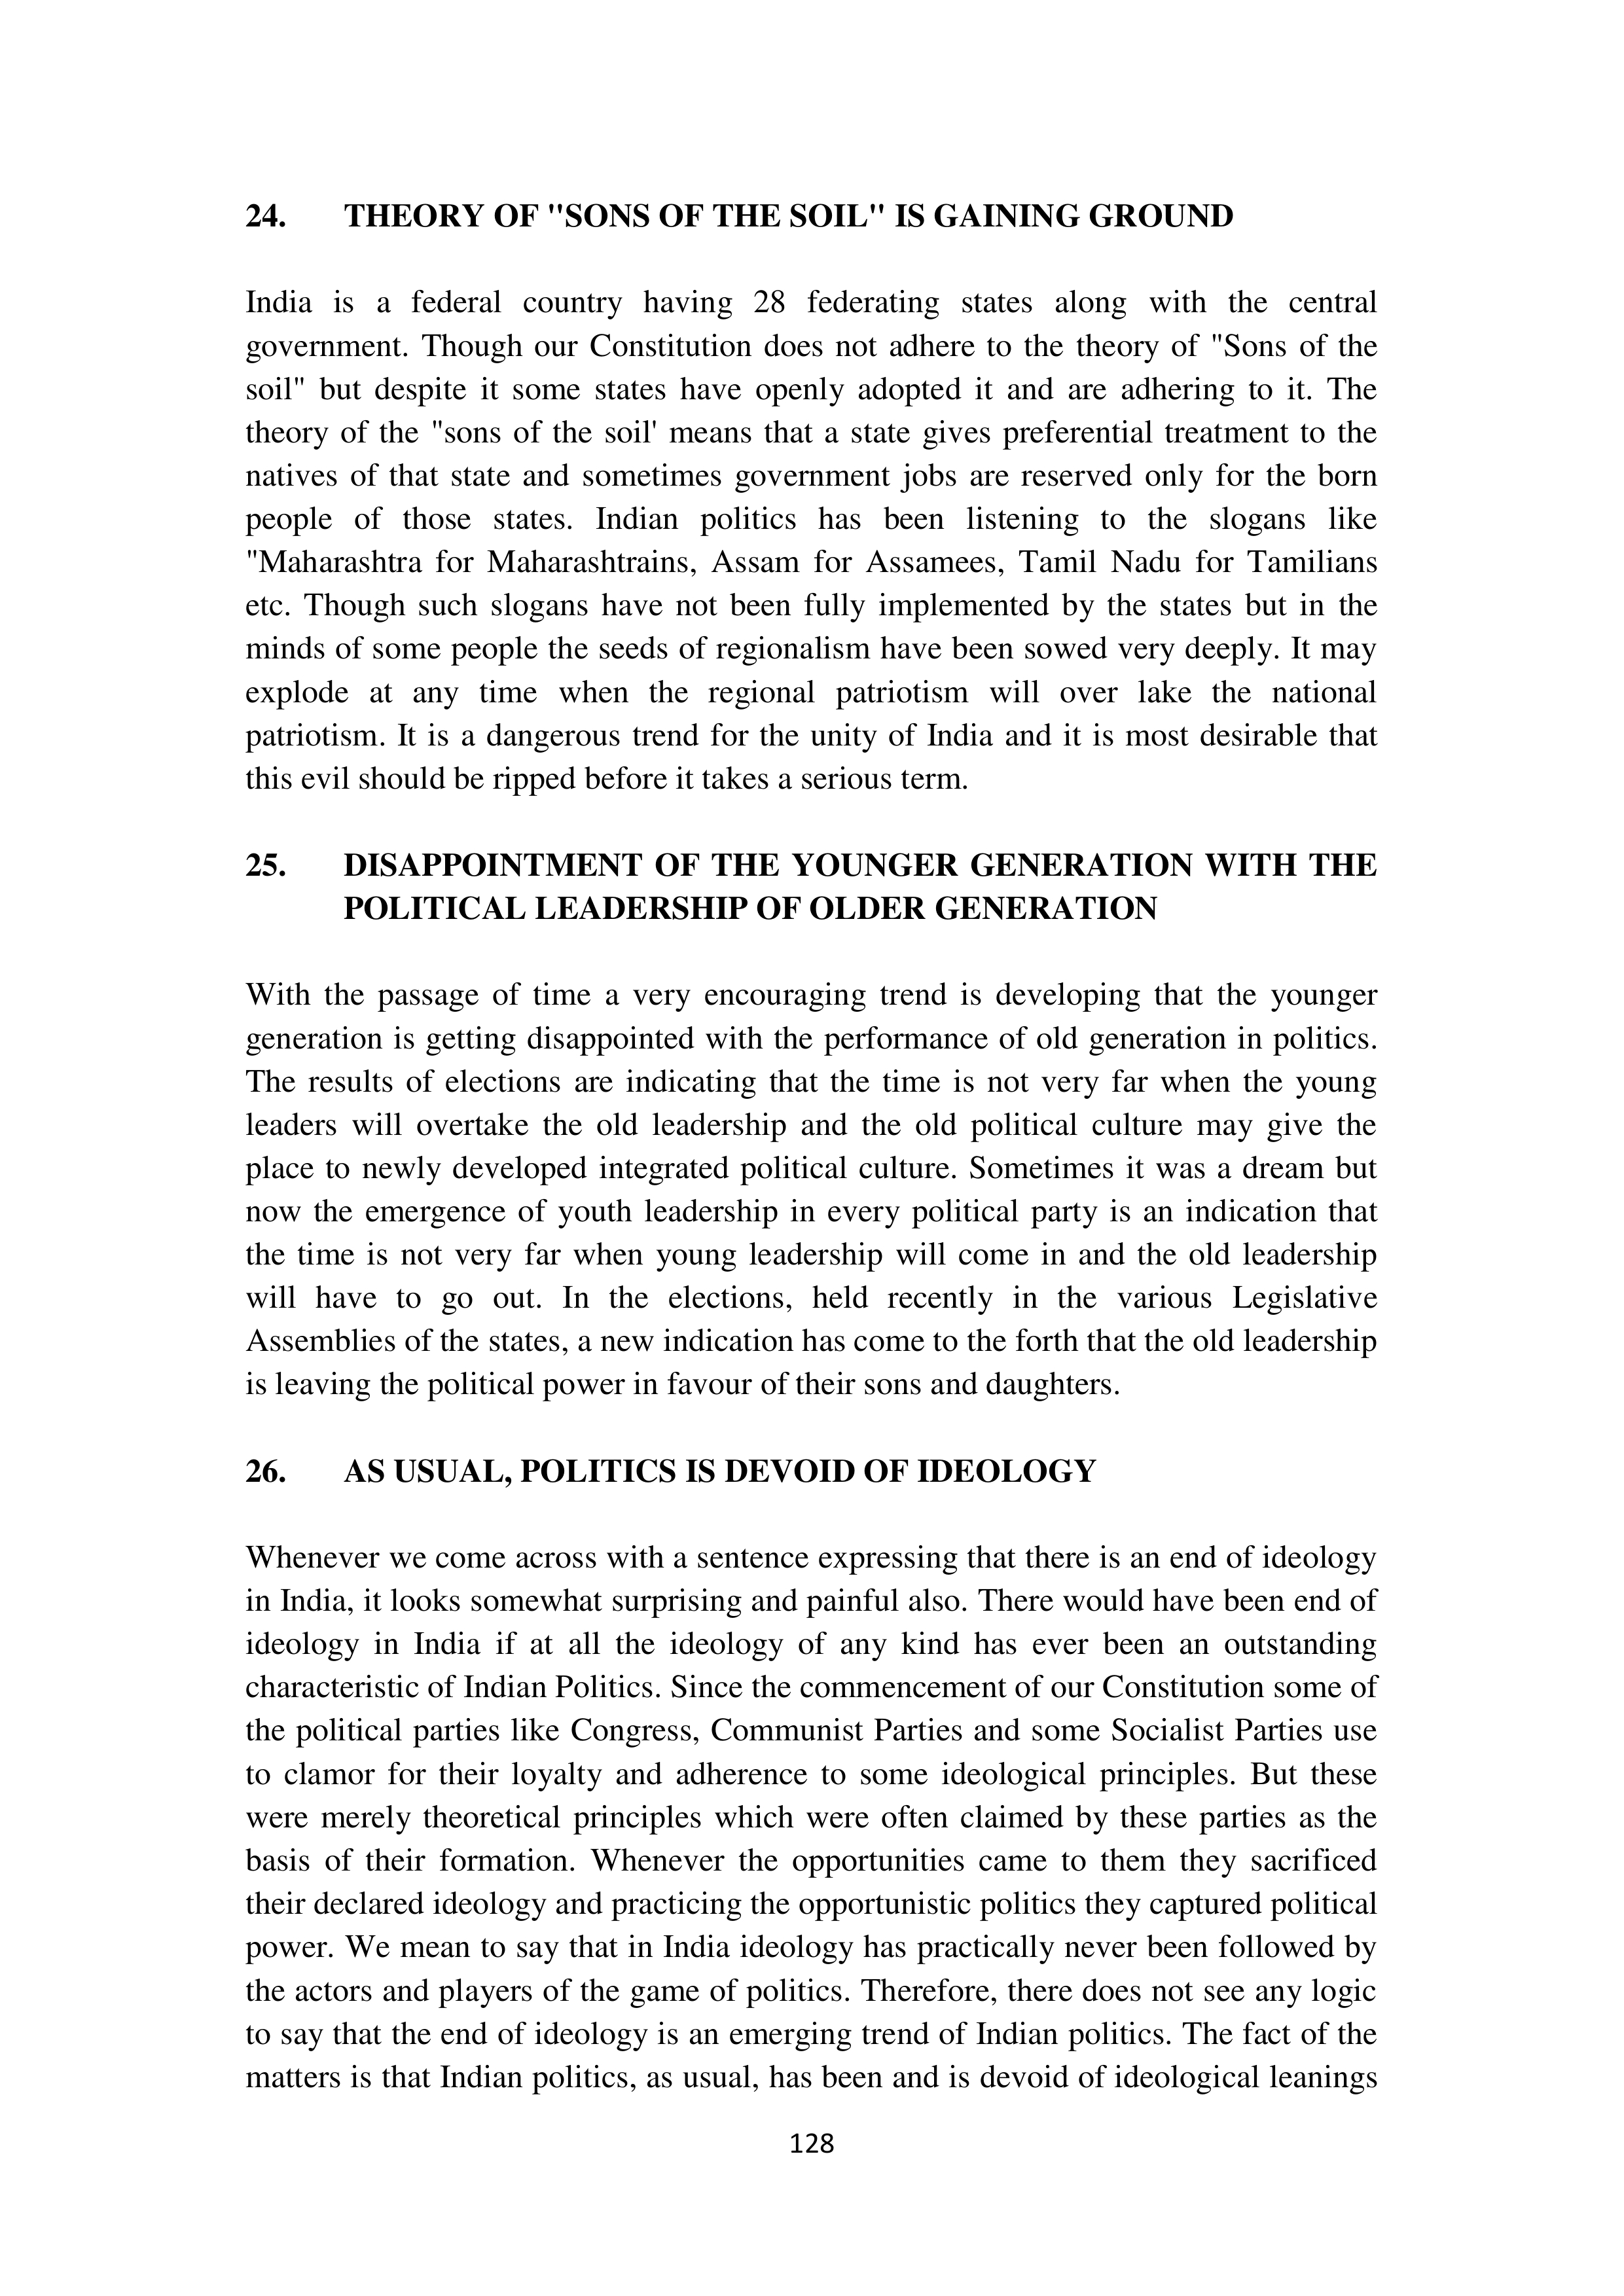 24. THEORY OF "SONS OF THE SOIL" IS GAINING GROUND
India is a federal country having 28 federating states along with the central
government. Though our Constitution does not adhere to the theory of "Sons of the
soil" but despite it some states have openly adopted it and are adhering to it. The
theory of the "sons of the soil' means that a state gives preferential treatment to the
natives of that state and sometimes government jobs are reserved only for the born
people of those states. Indian politics has been listening to the slogans like
"Maharashtra for Maharashtrains, Assam for Assamees, Tamil Nadu for Tamilians
etc. Though such slogans have not been fully implemented by the states but in the
minds of some people the seeds of regionalism have been sowed very deeply. It may
explode at any time when the regional patriotism will over lake the national
patriotism. It is a dangerous trend for the unity of India and it is most desirable that
this evil should be ripped before it takes a serious term.
25. DISAPPOINTMENT OF THE YOUNGER GENERATION WITH THE
POLITICAL LEADERSHIP OF OLDER GENERATION
With the passage of time a very encouraging trend is developing that the younger
generation is getting disappointed with the performance of old generation in politics.
The results of elections are indicating that the time is not very far when the young
leaders will overtake the old leadership and the old political culture may give the
place to newly developed integrated political culture. Sometimes it was a dream but
now the emergence of youth leadership in every political party is an indication that
the time is not very far when young leadership will come in and the old leadership
will have to go out. In the elections, held recently in the various Legislative
Assemblies of the states, a new indication has come to the forth that the old leadership
is leaving the political power in favour of their sons and daughters.
26. AS USUAL, POLITICS IS DEVOID OF IDEOLOGY
Whenever we come across with a sentence expressing that there is an end of ideology
in India, it looks somewhat surprising and painful also. There would have been end of
ideology in India if at all the ideology of any kind has ever been an outstanding
characteristic of Indian Politics. Since the commencement of our Constitution some of
the political parties like Congress, Communist Parties and some Socialist Parties use
to clamor for their loyalty and adherence to some ideological principles. But these
were merely theoretical principles which were often claimed by these parties as the
basis of their formation. Whenever the opportunities came to them they sacrificed
their declared ideology and practicing the opportunistic politics they captured political
power. We mean to say that in India ideology has practically never been followed by
the actors and players of the game of politics. Therefore, there does not see any logic
to say that the end of ideology is an emerging trend of Indian politics. The fact of the
matters is that Indian politics, as usual, has been and is devoid of ideological leanings
128